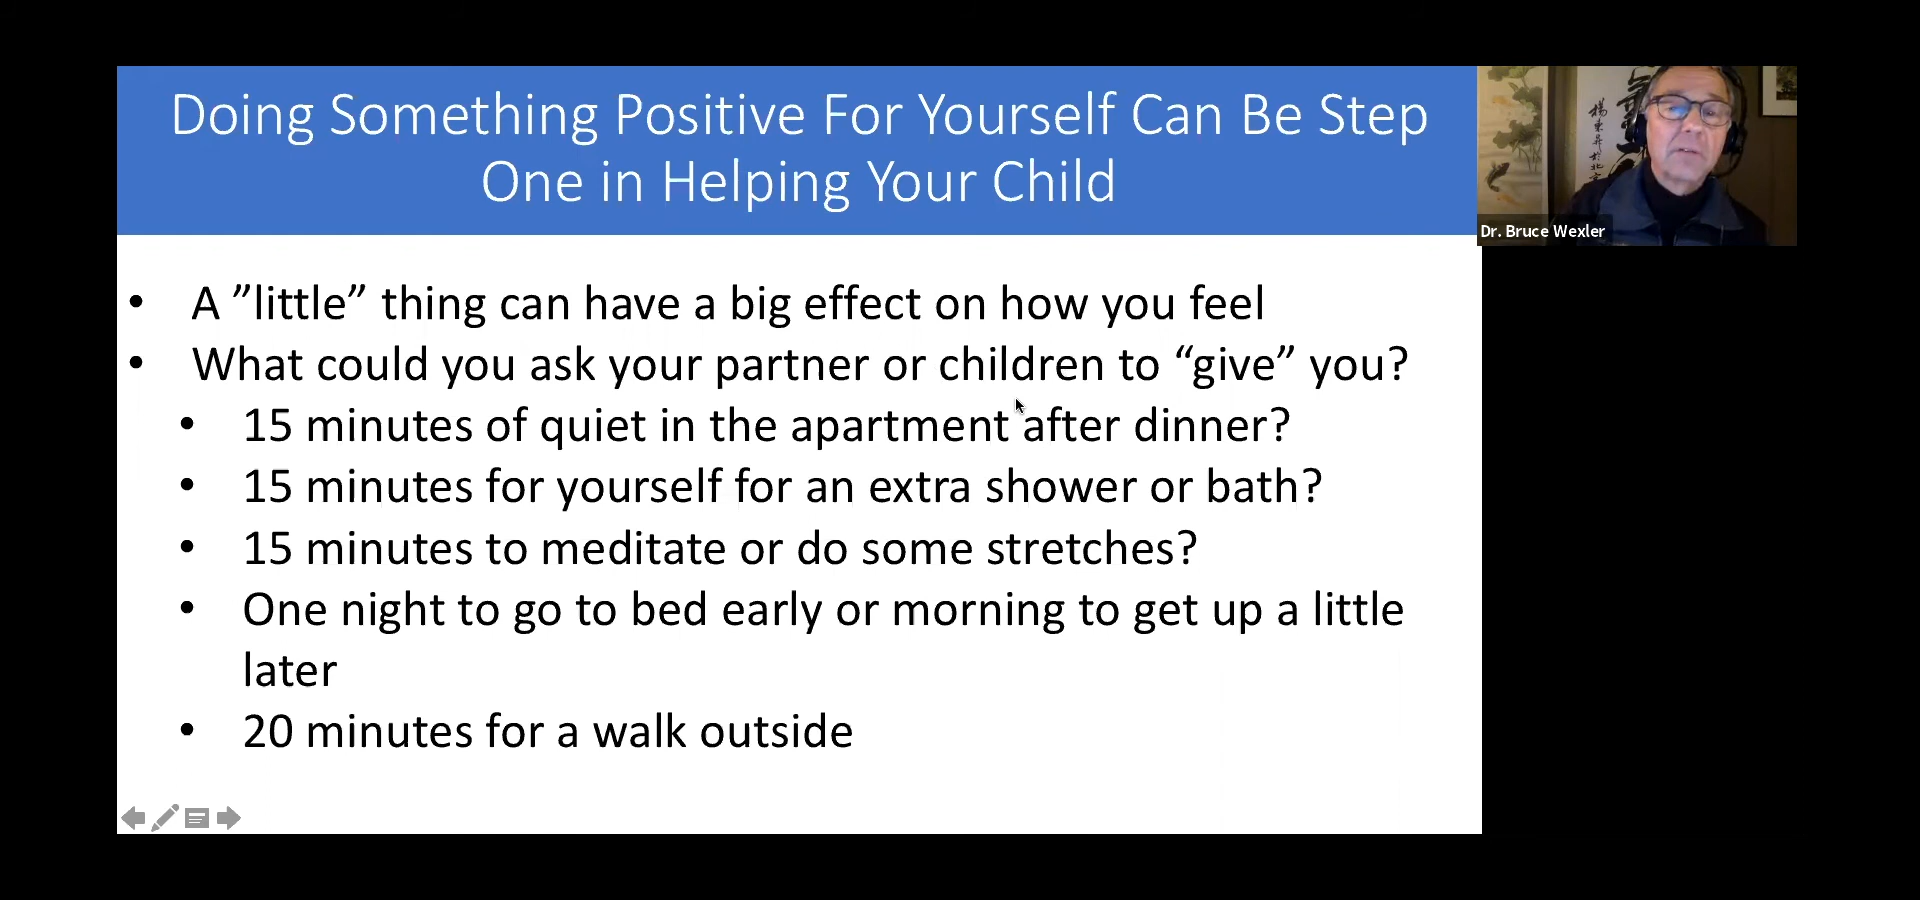 Doing Something Positive For Yourself Can Be Step
One in Helping Your Child
• A ”little” thing can have a big effect on how you feel
• What could you ask your partner or children to “give” you?
• 15 minutes of quiet in the apartment after dinner?
• 15 minutes for yourself for an extra shower or bath?
• 15 minutes to meditate or do some stretches?
• One night to go to bed early or morning to get up a little
later
• 20 minutes for a walk outside
Dr. Bruce Wexler